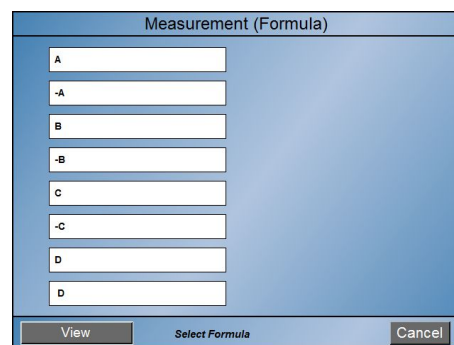 Measurement (Formula)
A
-A
B
-B
C
-C
D
D
View
Select Formula
Cancel